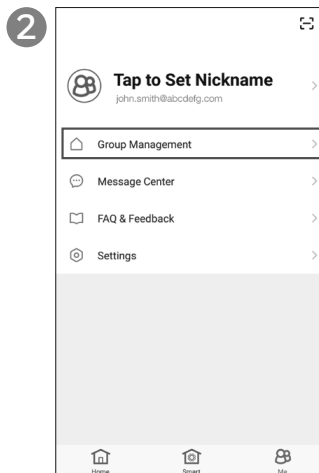 2
Tap to Set Nickname
john.smith@abcdefg.com
Group Management
Message Center
FAQ & Feedback
Settings
Home Smart Me